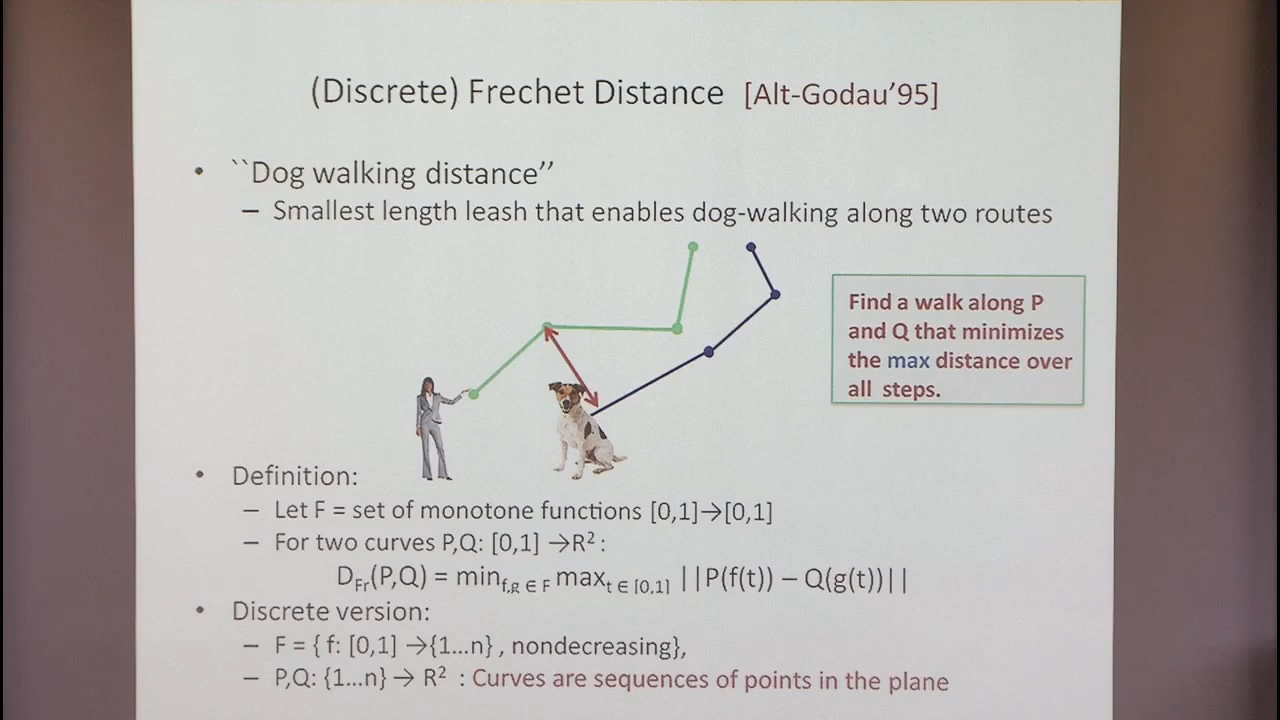 (Discrete) Frechet Distance [Alt-Godau’95]
• ``Dog walking distance’’
– Smallest length leash that enables dog-walking along two routes
Find a walk along P
and Q that minimizes
the max distance over
all steps.
• Definition:
– Let F = set of monotone functions [0,1]→[0,1]
– For two curves P,Q: [0,1] →R² :
D_Fr(P,Q) = min_f,g ∈ F max_t ∈ [0,1] ||P(f(t)) – Q(g(t))||
• Discrete version:
– F = { f: [0,1] →{1…n} , nondecreasing},
– P,Q: {1…n} → R² : Curves are sequences of points in the plane